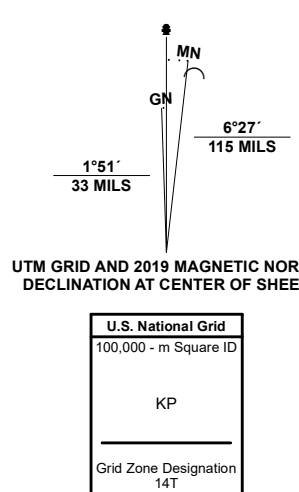 MN
GN
6°27´
115 MILS
1°51´
33 MILS
UTM GRID AND 2019 MAGNETIC NOR
DECLINATION AT CENTER OF SHEE
U.S. National Grid
100,000 - m Square ID
KP
Grid Zone Designation
14T